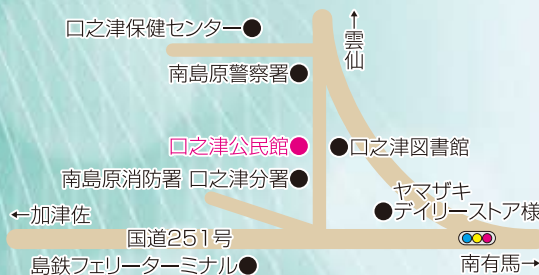 口之津保健センター●
↑雲仙
南島原警察署●
口之津公民館●
●口之津図書館
南島原消防署 口之津分署●
ヤマザキ
●デイリーストア様
←加津佐
国道251号
南有馬→
島鉄フェリーターミナル●